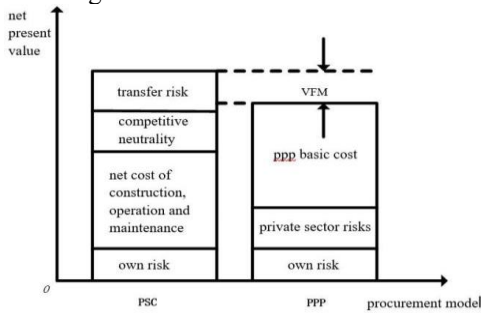 net
present
value
transfer risk
VFM
competitive
neutrality
ppp basic cost
net cost of
construction,
operation and
maintenance
private sector risks
own risk
own risk
0
PSC
PPP
procurement model